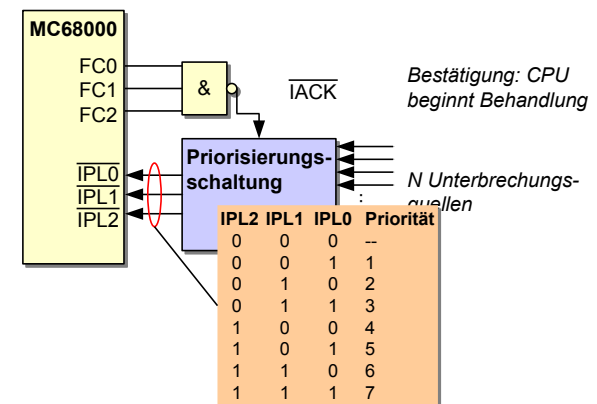 MC68000
FC0
FC1
FC2
&
IACK
Bestätigung: CPU
beginnt Behandlung
IPL0
IPL1
IPL2
Priorisierungs-
schaltung
N Unterbrechungs-
quellen
IPL2 IPL1 IPL0 Priorität
0 0 0 --
0 0 1 1
0 1 0 2
0 1 1 3
1 0 0 4
1 0 1 5
1 1 0 6
1 1 1 7